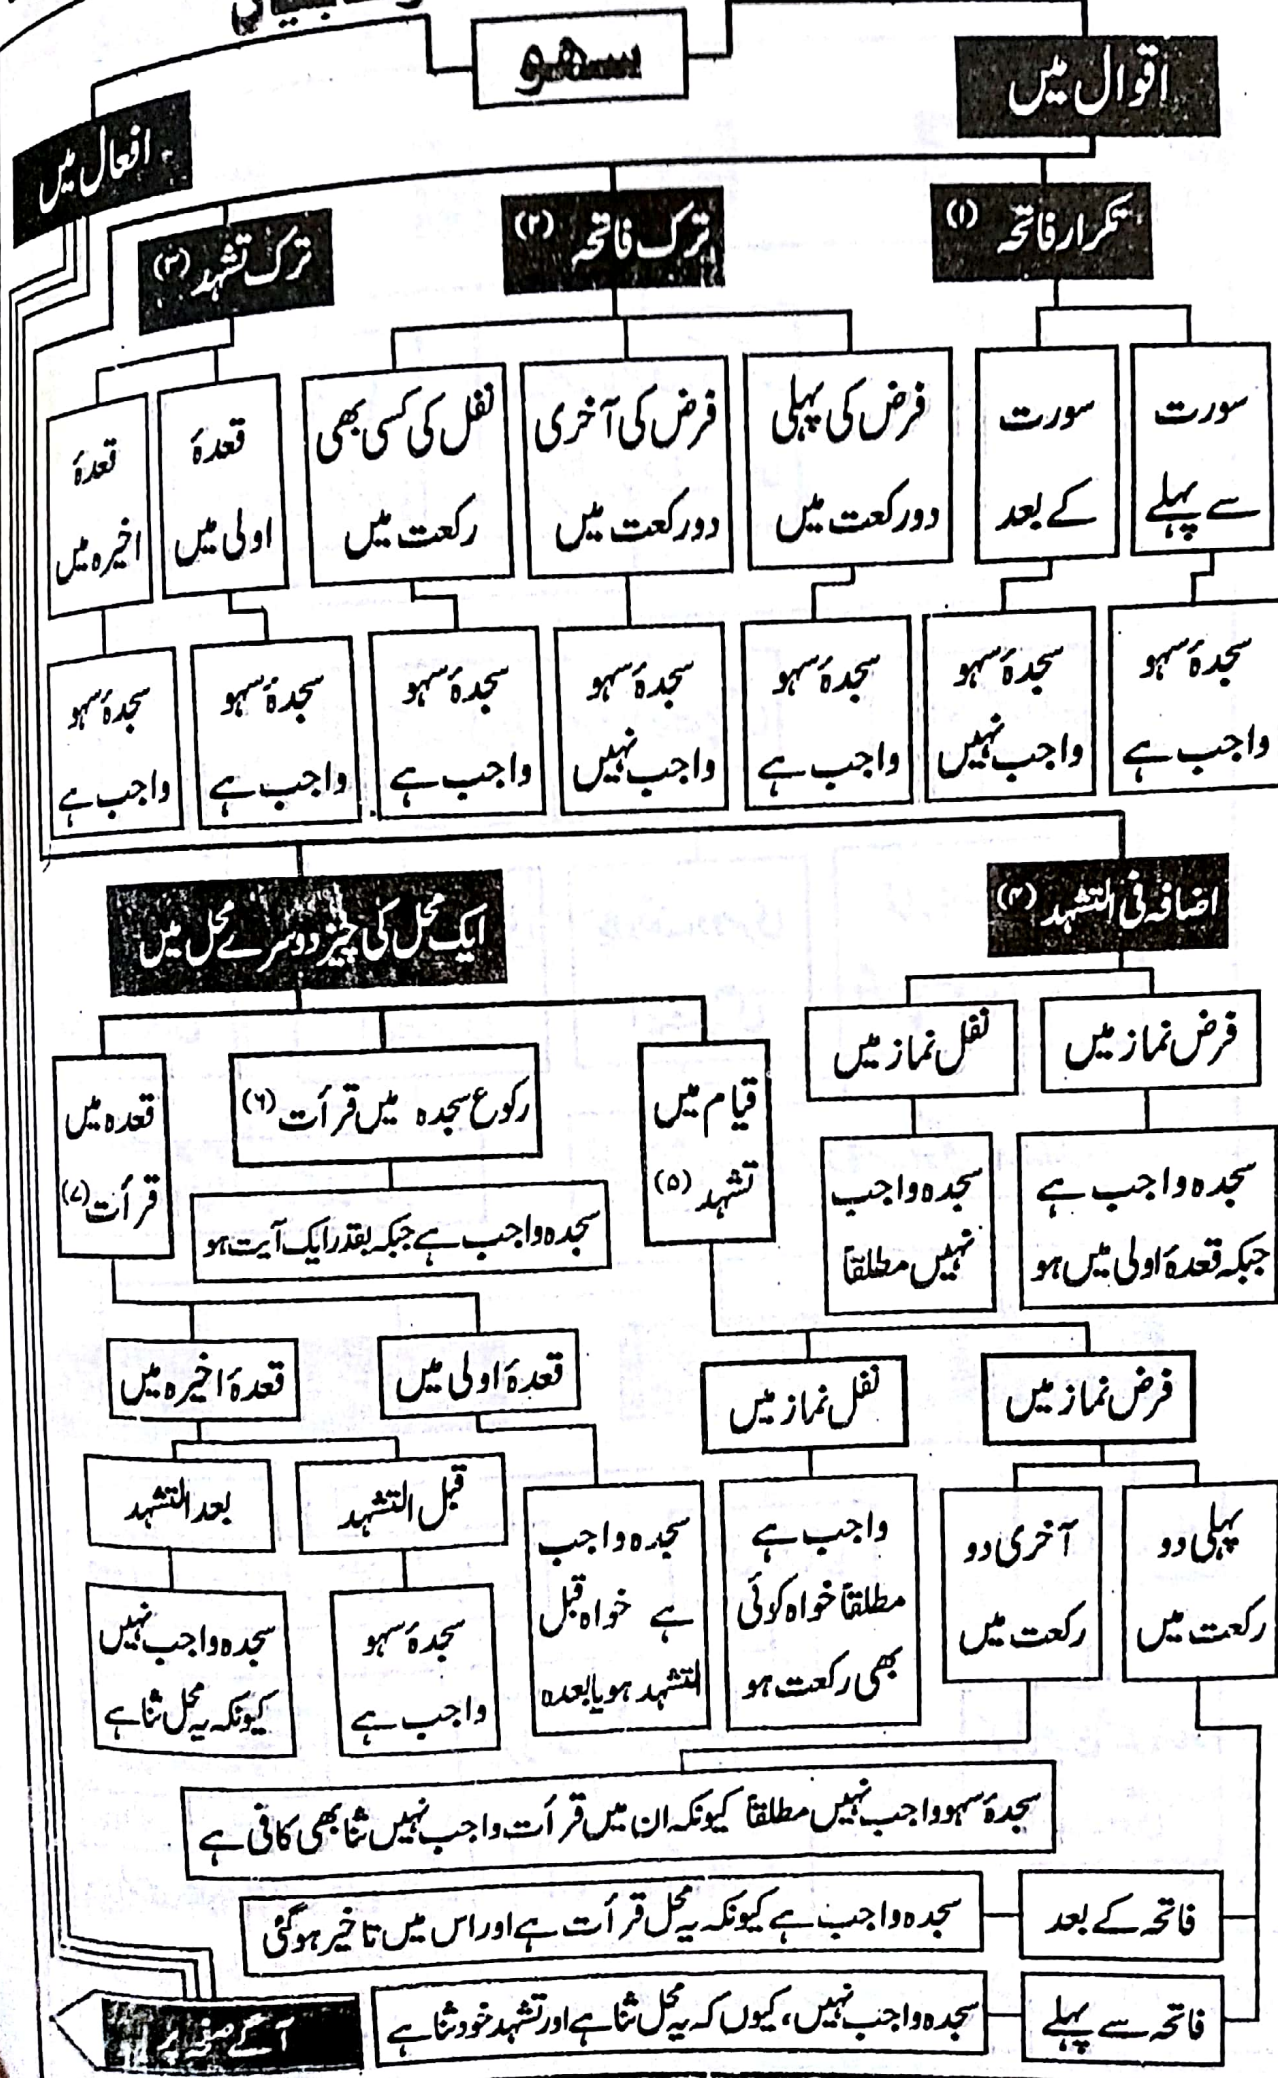 سهو
اقوال میں
افعال میں
تکرار فاتحہ (۱)
ترک فاتحہ (۲)
ترک تشہد (۳)
سورت
سے پہلے
سورت
کے بعد
فرض کی پہلی
دو رکعت میں
فرض کی آخری
دو رکعت میں
نفل کی کسی بھی
رکعت میں
قعدۂ
اولی میں
قعدۂ
اخیرہ میں
سجدۂ سہو
واجب ہے
سجدۂ سہو
واجب نہیں
سجدۂ سہو
واجب ہے
سجدۂ سہو
واجب نہیں
سجدۂ سہو
واجب ہے
سجدۂ سہو
واجب ہے
سجدۂ سہو
واجب ہے
اضافہ فی التشہد (۴)
ایک محل کی چیز دوسرے محل میں
فرض نماز میں
نفل نماز میں
سجدہ واجب ہے
جبکہ قعدۂ اولی میں ہو
سجدہ واجب
نہیں مطلقاً
قیام میں
تشہد (۵)
رکوع سجدہ میں قرأت (۶)
سجدہ واجب ہے جبکہ بقدر ایک آیت ہو
قعدہ میں
قرأت (۷)
فرض نماز میں
نفل نماز میں
قعدۂ اولی میں
قعدۂ اخیرہ میں
پہلی دو
رکعت میں
آخری دو
رکعت میں
واجب ہے
مطلقاً خواہ کوئی
بھی رکعت ہو
سجدہ واجب
ہے خواہ قبل
التشہد ہو یا بعدہ
قبل التشہد
بعد التشہد
سجدۂ سہو
واجب ہے
سجدہ واجب نہیں
کیونکہ یہ محل ثنا ہے
سجدۂ سہو واجب نہیں مطلقاً کیونکہ ان میں قرأت واجب نہیں ثنا بھی کافی ہے
فاتحہ کے بعد
سجدہ واجب ہے کیونکہ یہ محل قرأت ہے اور اس میں تاخیر ہوگئی
فاتحہ سے پہلے
سجدہ واجب نہیں، کیوں کہ یہ محل ثنا ہے اور تشہد خود ثنا ہے
آگے صفحہ پر